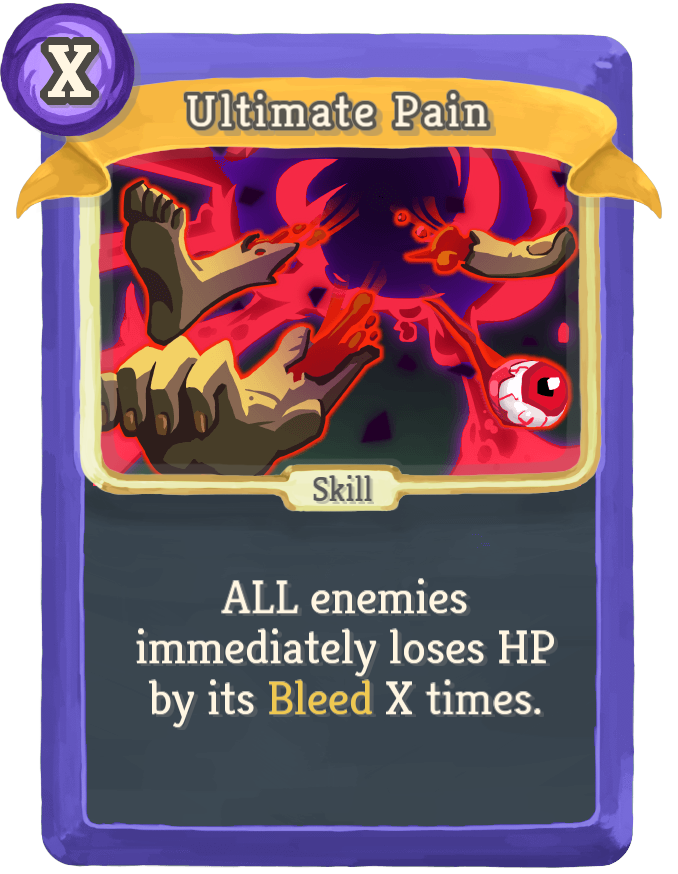 X
Ultimate Pain
Skill
ALL enemies
immediately loses HP
by its Bleed X times.